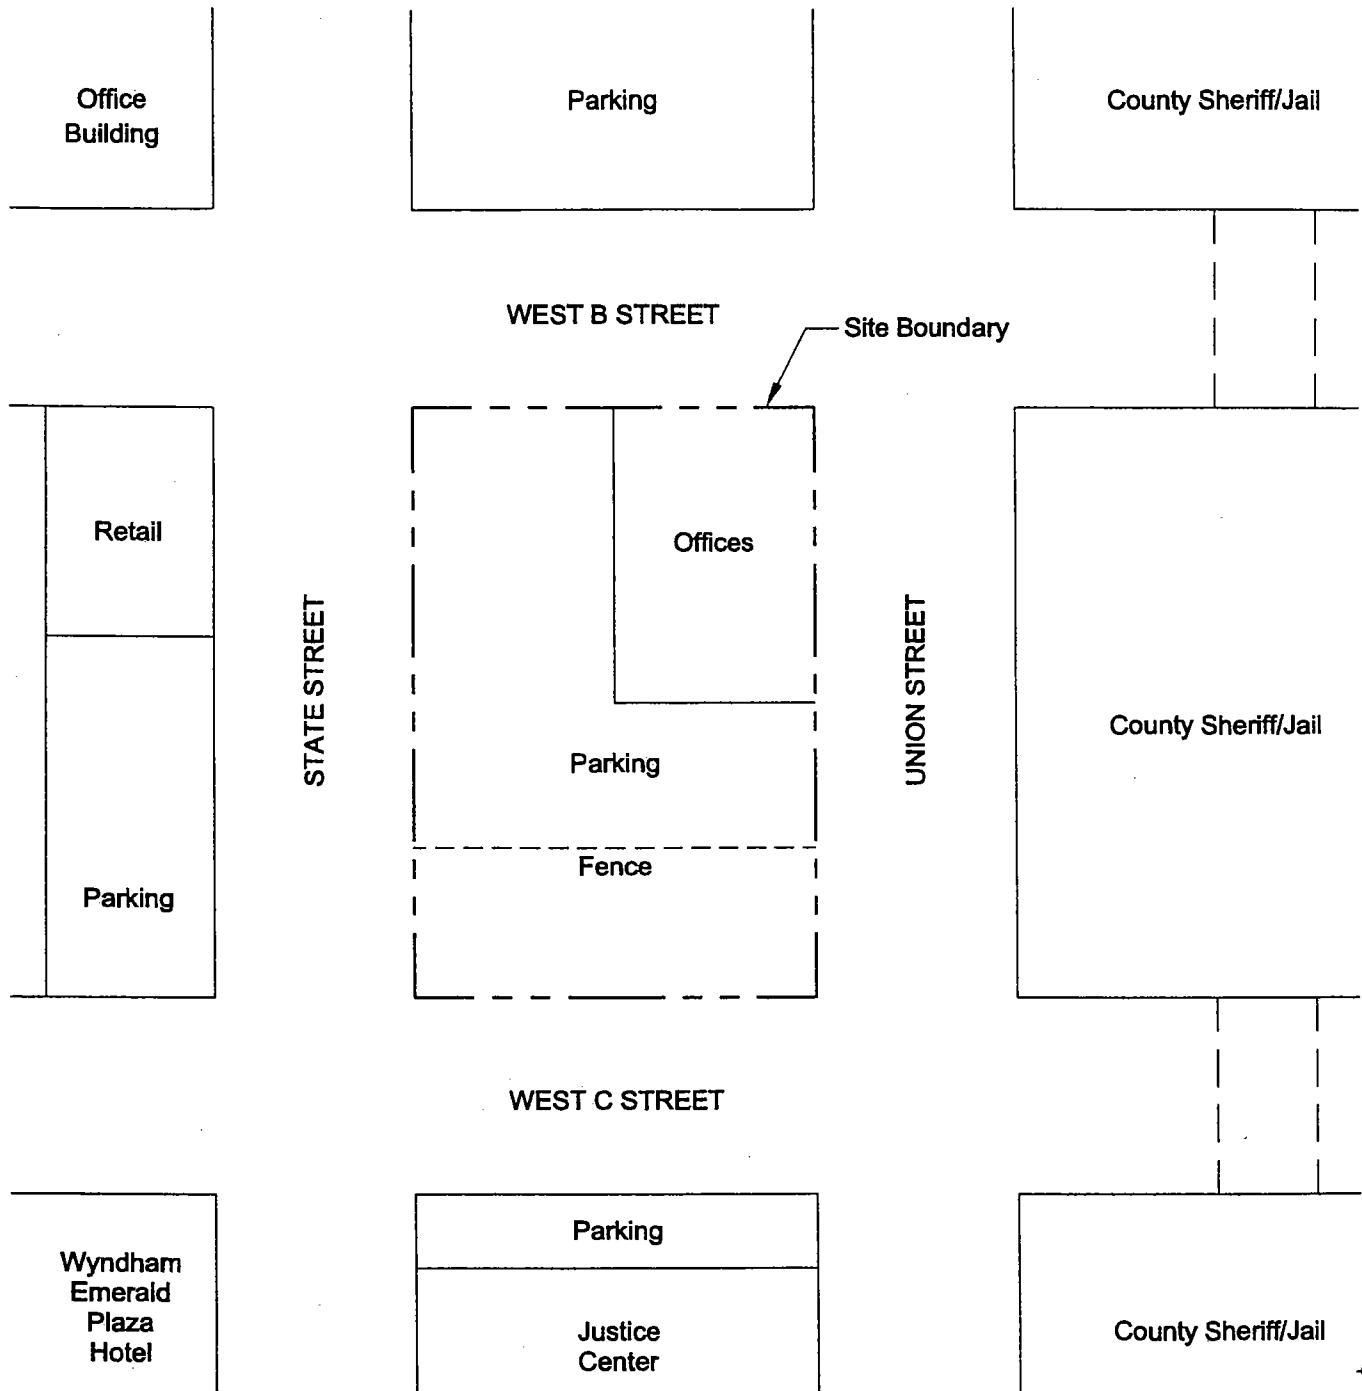 Office
Building
Parking
County Sheriff/Jail
WEST B STREET
Site Boundary
Retail
Offices
STATE STREET
UNION STREET
Parking
County Sheriff/Jail
Fence
Parking
WEST C STREET
Wyndham
Emerald
Plaza
Hotel
Parking
Justice
Center
County Sheriff/Jail